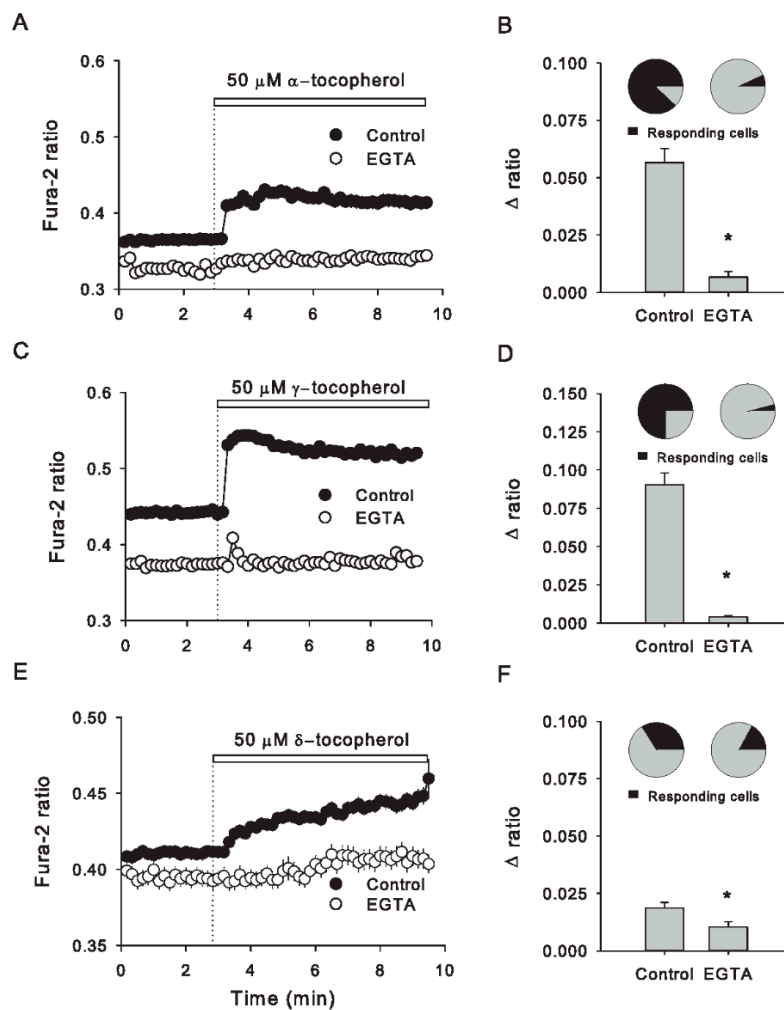 A
B
50 μM α−tocopherol
Control
EGTA
Fura-2 ratio
0.6
0.5
0.4
0.3
0 2 4 6 8 10
Responding cells
*
Δ ratio
0.100
0.075
0.050
0.025
0.000
Control EGTA
C
D
50 μM γ−tocopherol
Control
EGTA
Fura-2 ratio
0.6
0.5
0.4
0.3
0 2 4 6 8 10
Responding cells
*
Δ ratio
0.150
0.125
0.100
0.075
0.050
0.025
0.000
Control EGTA
E
F
50 μM δ−tocopherol
Control
EGTA
Fura-2 ratio
0.50
0.45
0.40
0.35
0 2 4 6 8 10
Time (min)
Responding cells
*
Δ ratio
0.100
0.075
0.050
0.025
0.000
Control EGTA